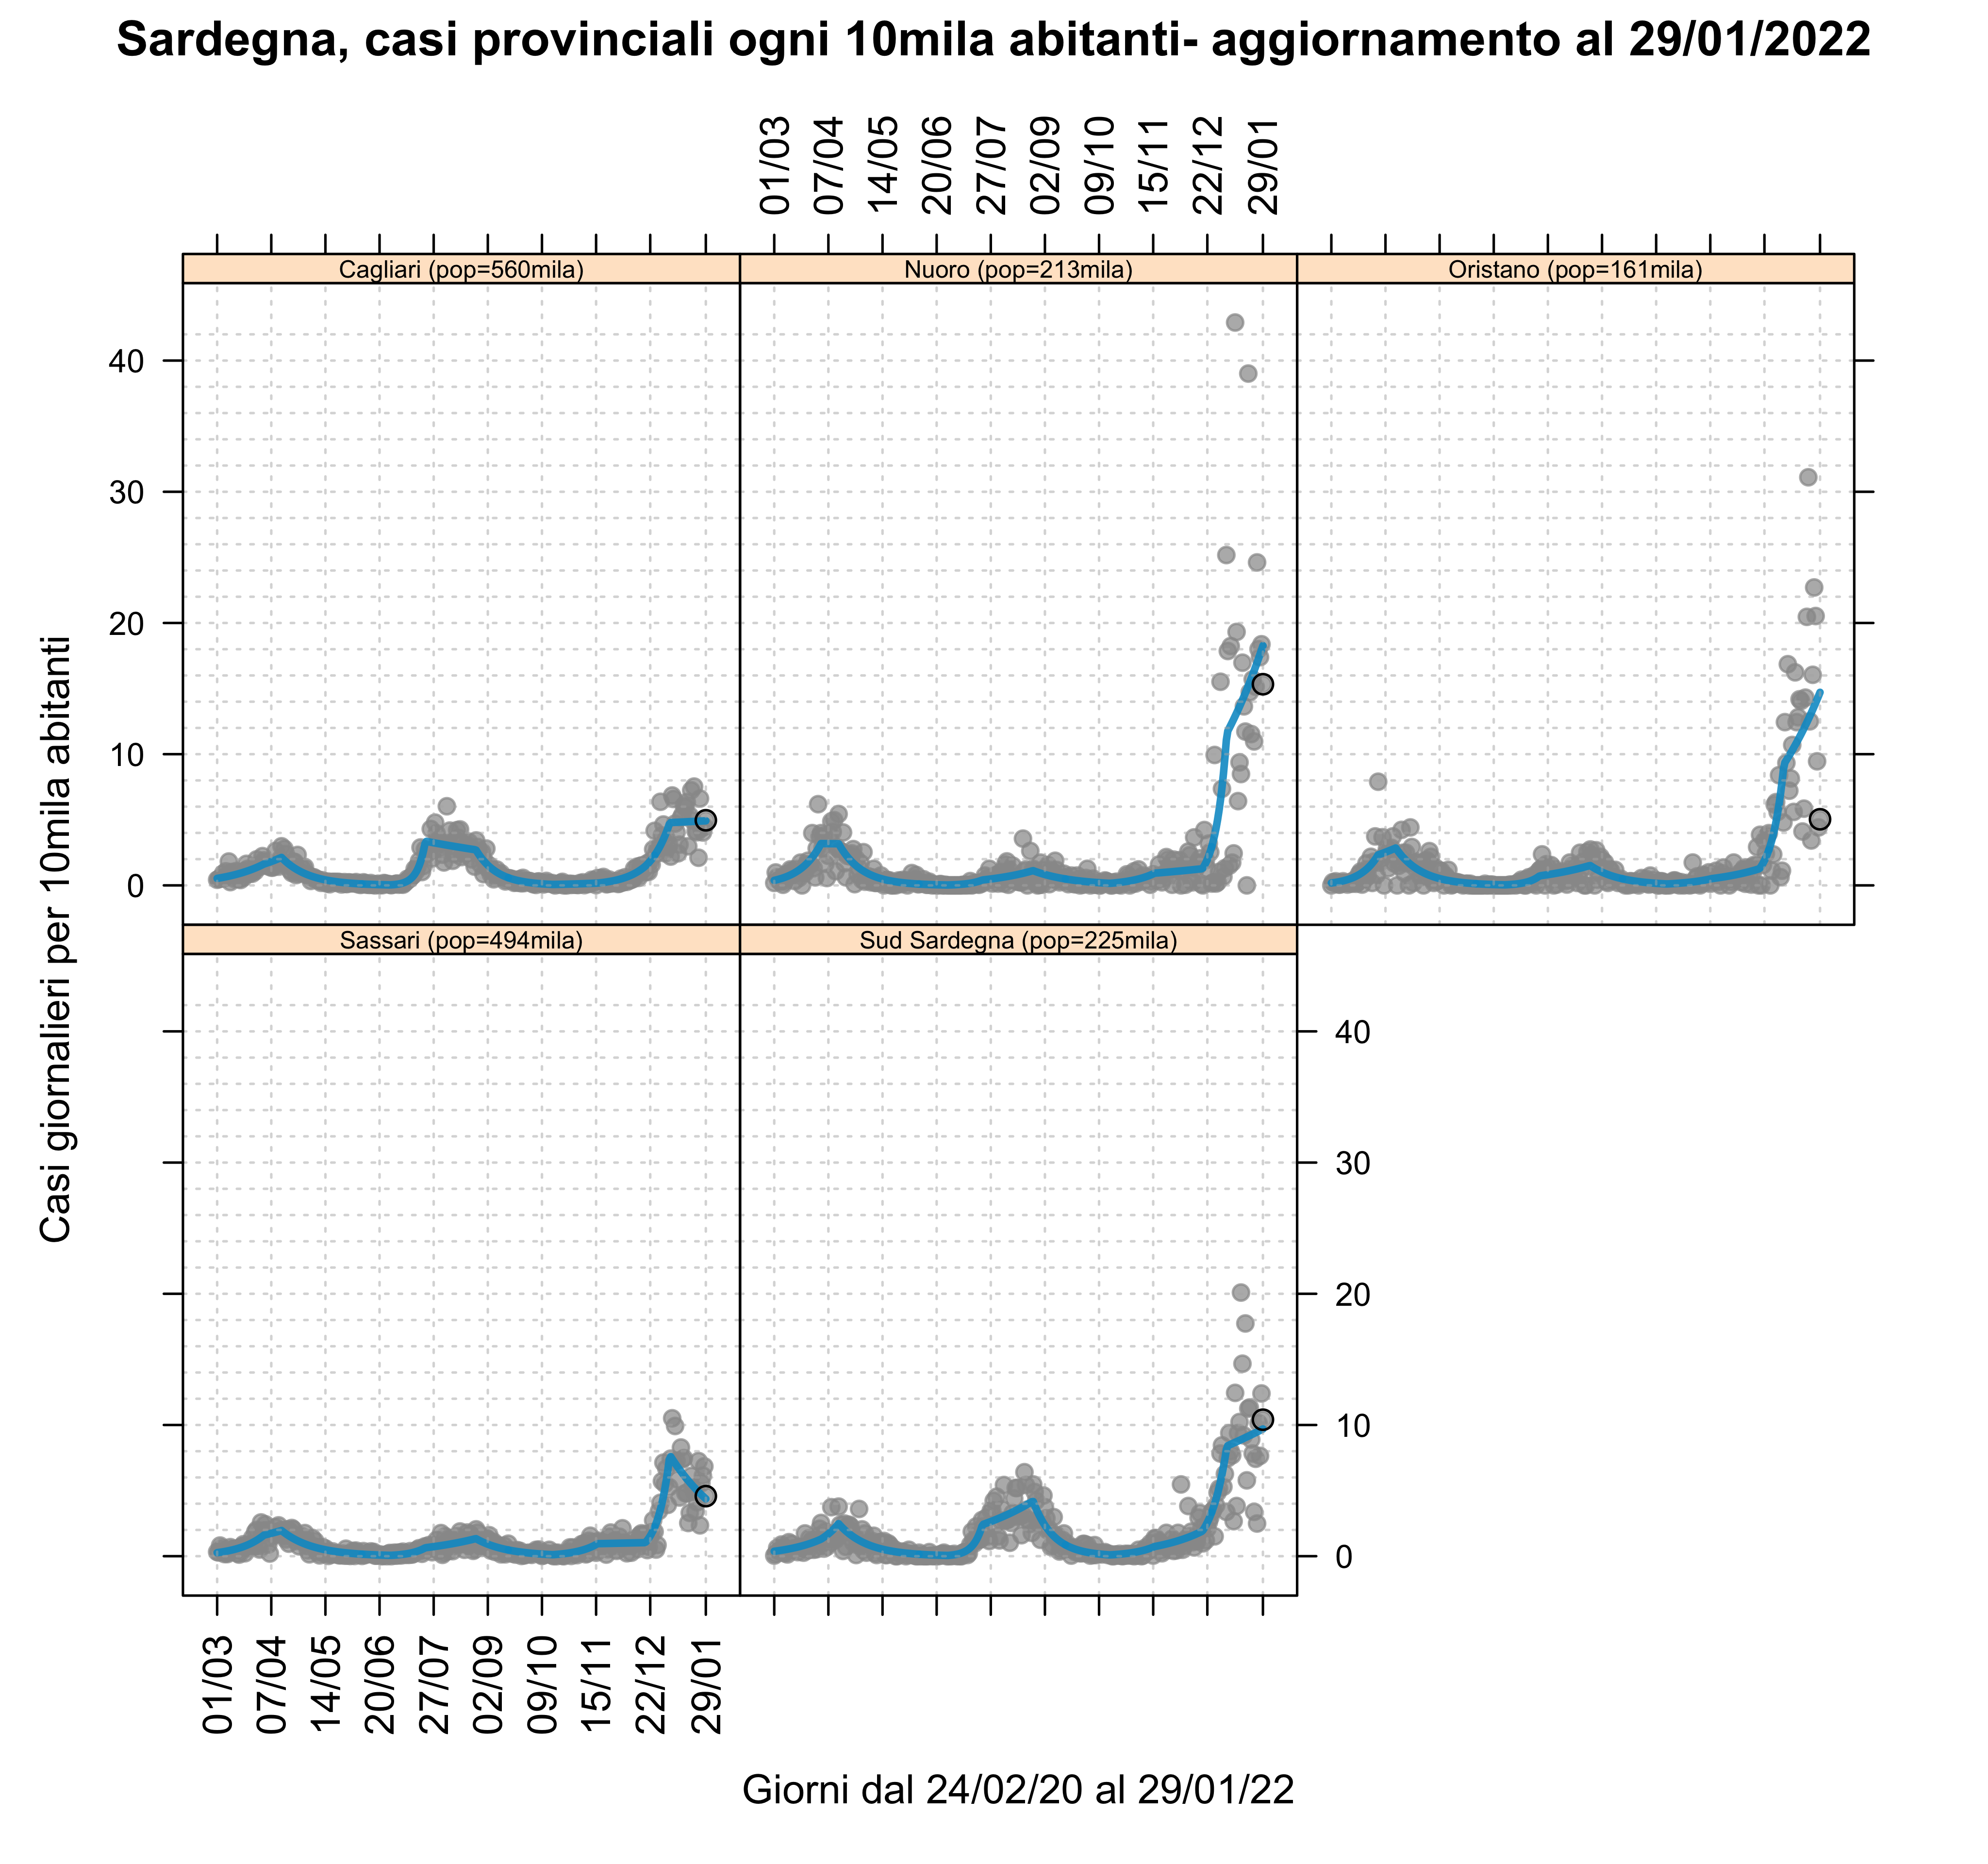 Sardegna, casi provinciali ogni 10mila abitanti- aggiornamento al 29/01/2022
01/03 07/04 14/05 20/06 27/07 02/09 09/10 15/11 22/12 29/01
Cagliari (pop=560mila)
Nuoro (pop=213mila)
Oristano (pop=161mila)
40
30
20
10
0
Casi giornalieri per 10mila abitanti
Sassari (pop=494mila)
Sud Sardegna (pop=225mila)
40
30
20
10
0
01/03 07/04 14/05 20/06 27/07 02/09 09/10 15/11 22/12 29/01
Giorni dal 24/02/20 al 29/01/22